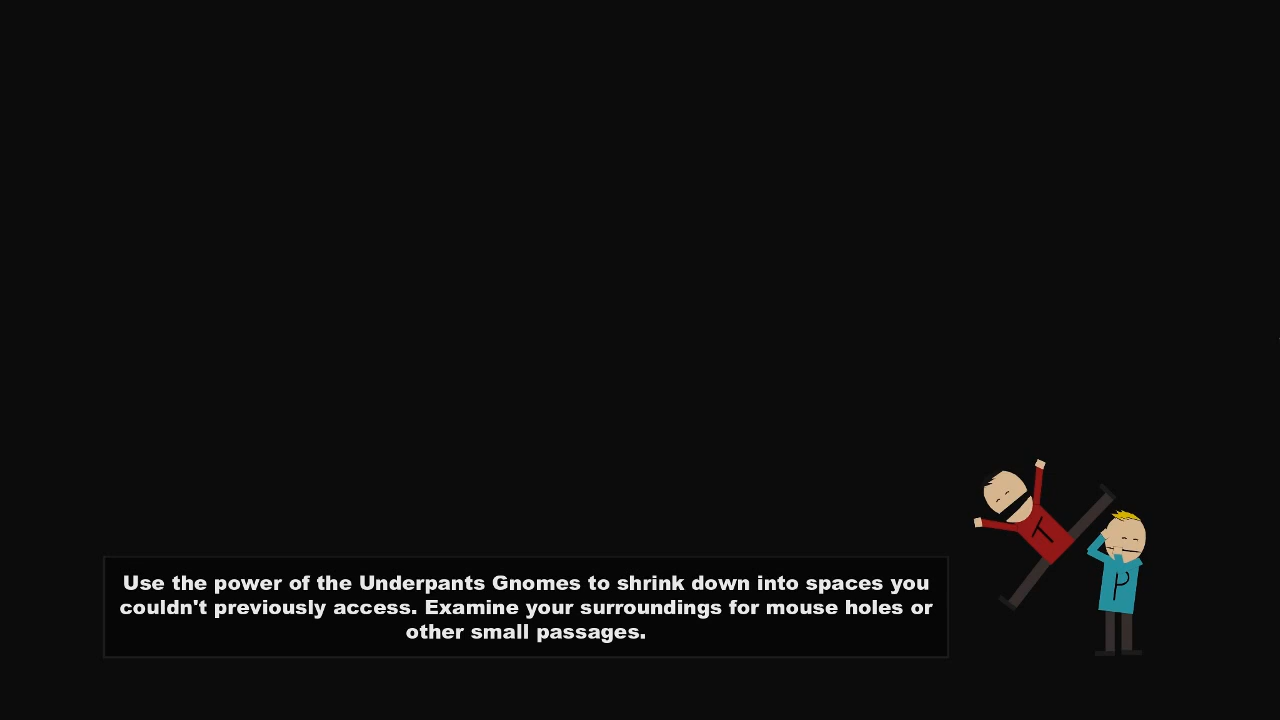 Use the power of the Underpants Gnomes to shrink down into spaces you
couldn't previously access. Examine your surroundings for mouse holes or
other small passages.
T
P